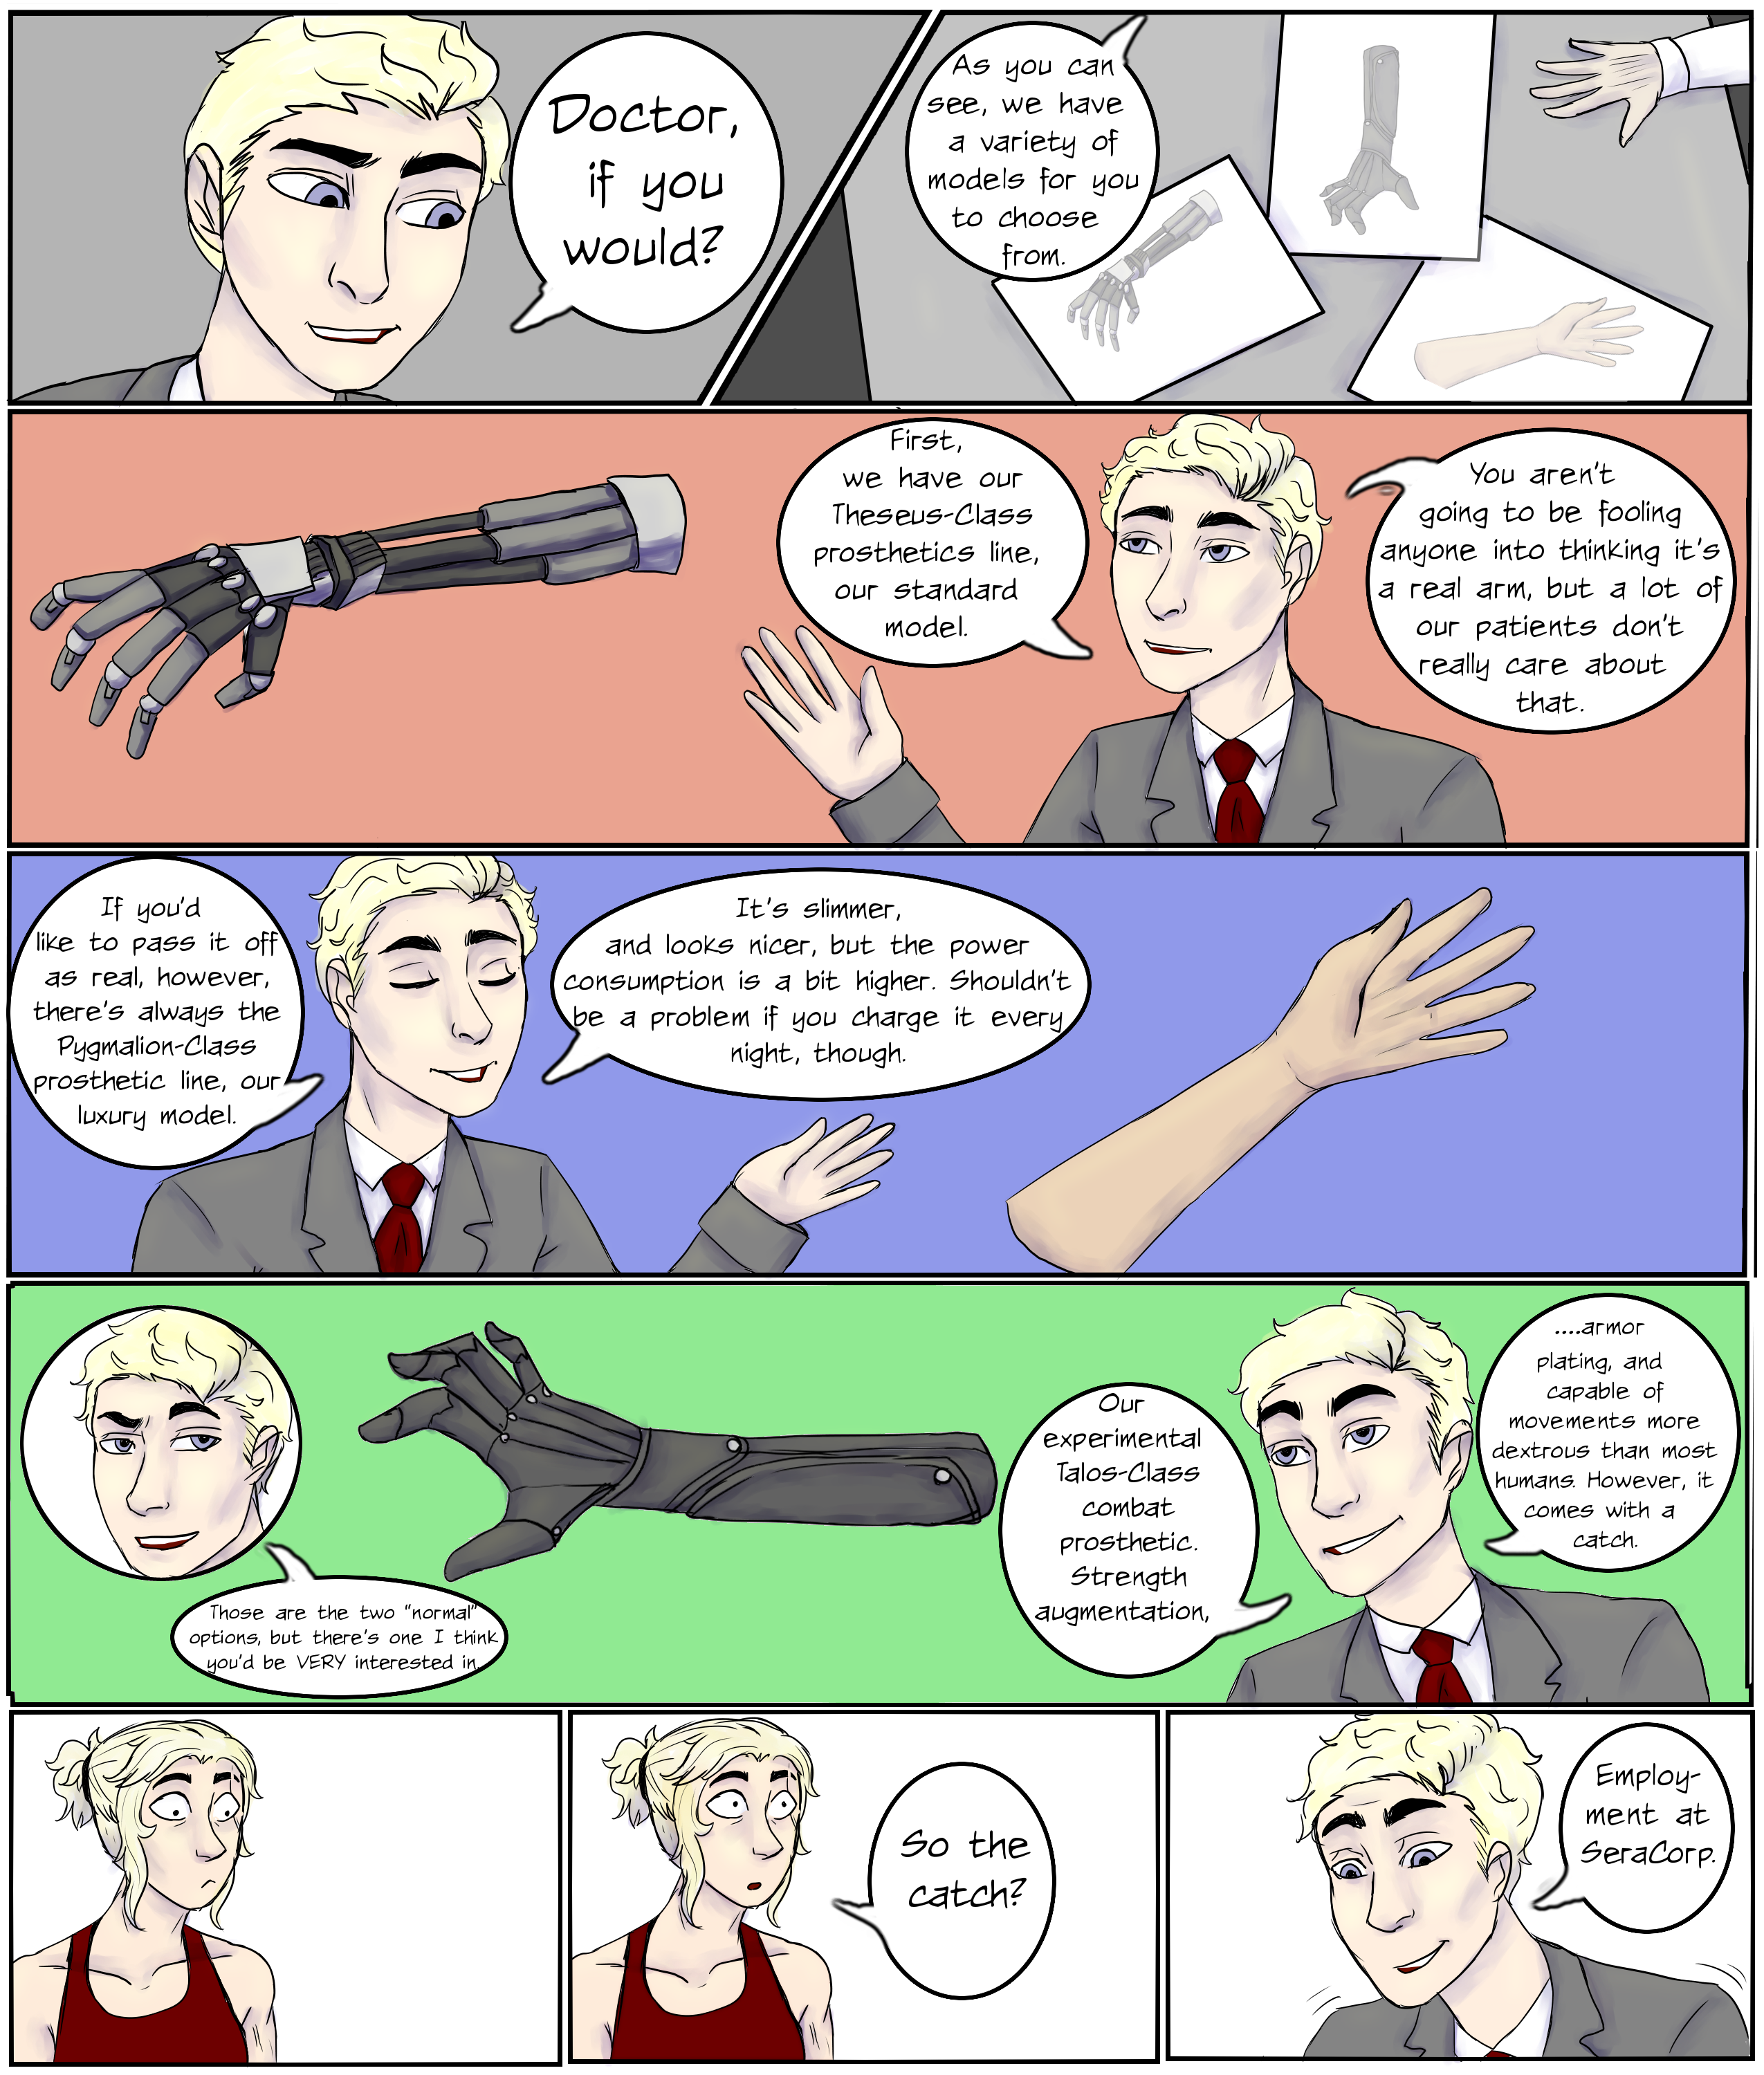 Doctor,
if you
would?
As you can
see, we have
a variety of
models for you
to choose
from.
First,
we have our
Theseus-Class
prosthetics line,
our standard
model.
You aren't
going to be fooling
anyone into thinking it's
a real arm, but a lot of
our patients don't
really care about
that.
If you'd
like to pass it off
as real, however,
there's always the
Pygmalion-Class
prosthetic line, our
luxury model.
It's slimmer,
and looks nicer, but the power
consumption is a bit higher. Shouldn't
be a problem if you charge it every
night, though.
Those are the two "normal"
options, but there's one I think
you'd be VERY interested in.
Our
experimental
Talos-Class
combat
prosthetic.
Strength
augmentation,
....armor
plating, and
capable of
movements more
dextrous than most
humans. However, it
comes with a
catch.
So the
catch?
Employ-
ment at
SeraCorp.